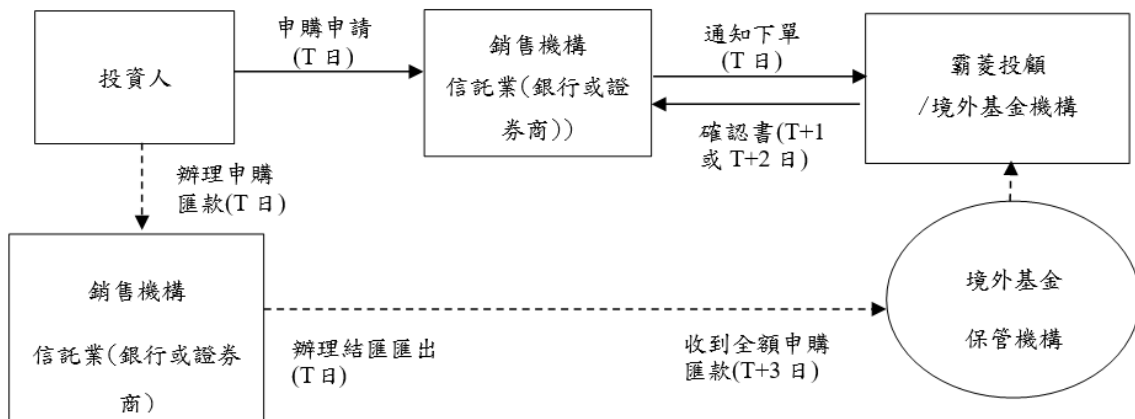 投資人
申購申請
(T 日)
銷售機構
信託業(銀行或證
券商))
通知下單
(T 日)
確認書(T+1
或 T+2 日)
霸菱投顧
/境外基金機構
辦理申購
匯款(T 日)
銷售機構
信託業(銀行或證券
商)
辦理結匯匯出
(T日)
收到全額申購
匯款(T+3 日)
境外基金
保管機構